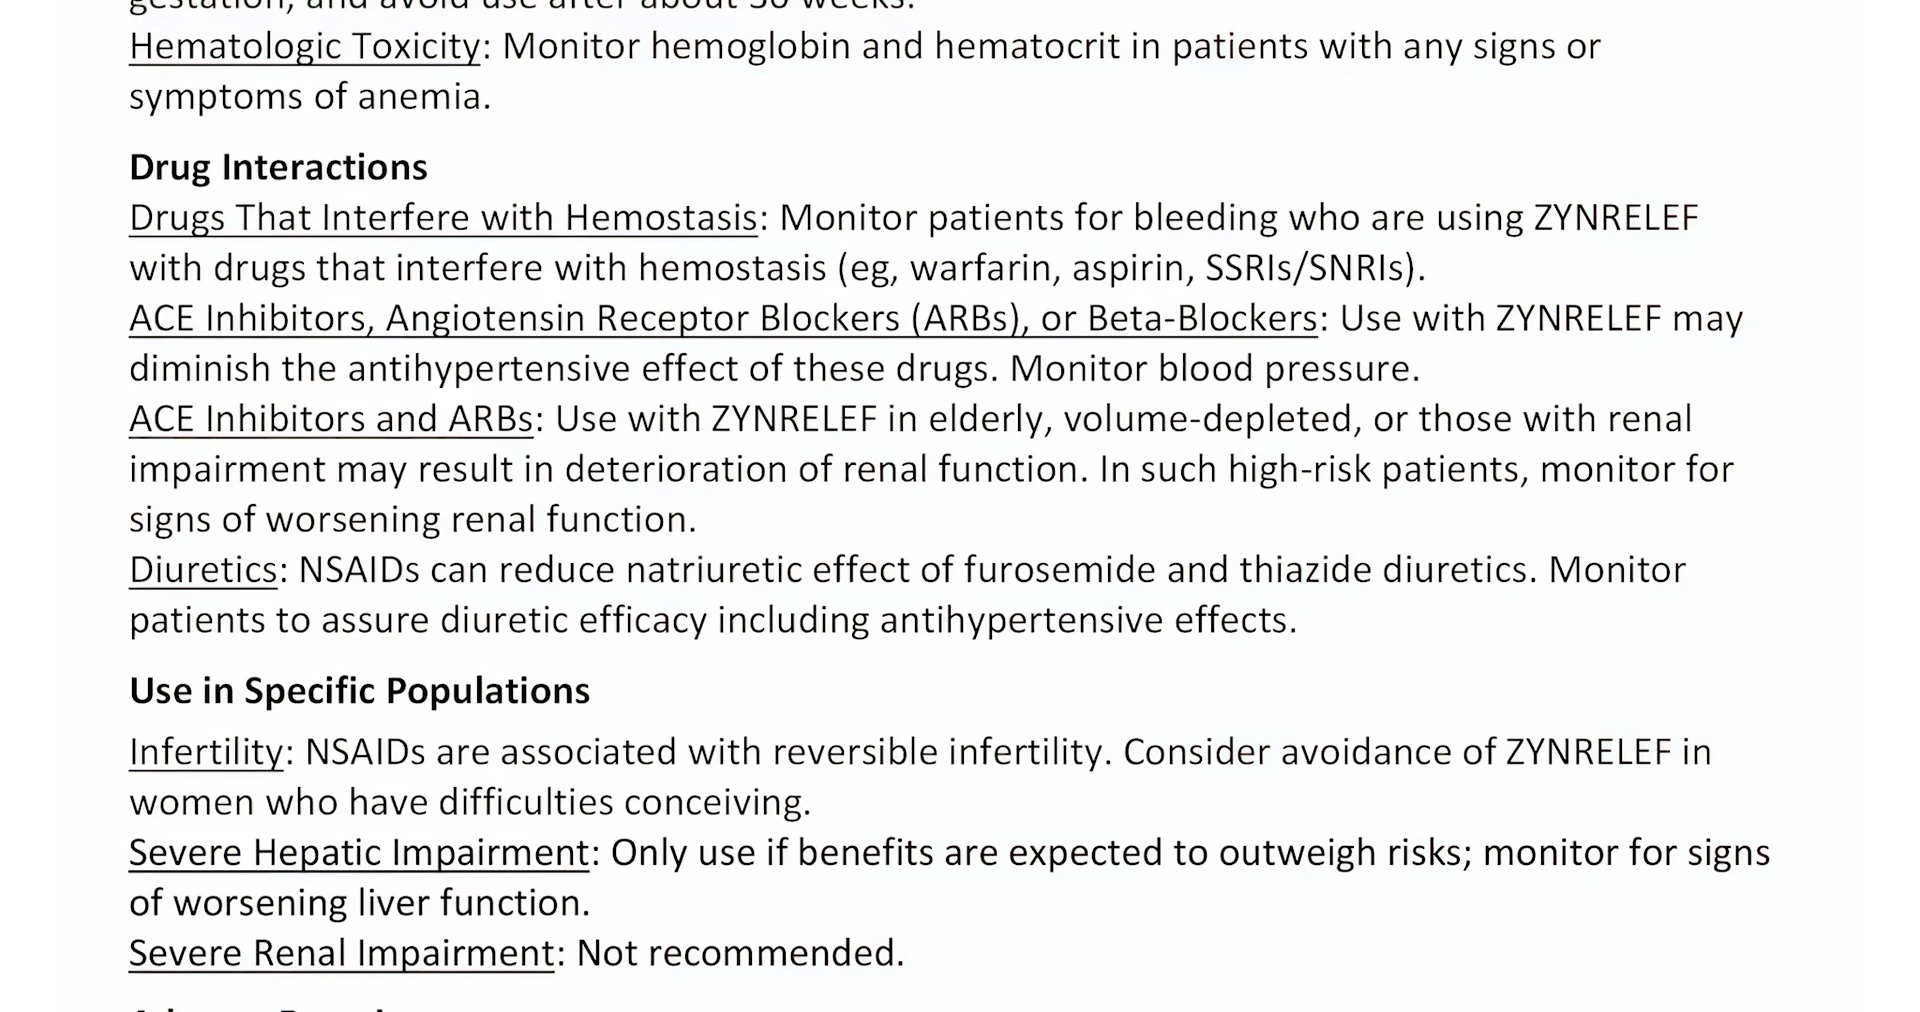 gestation, and avoid use after about 30 weeks.
Hematologic Toxicity: Monitor hemoglobin and hematocrit in patients with any signs or
symptoms of anemia.
Drug Interactions
Drugs That Interfere with Hemostasis: Monitor patients for bleeding who are using ZYNRELEF
with drugs that interfere with hemostasis (eg, warfarin, aspirin, SSRIs/SNRIs).
ACE Inhibitors, Angiotensin Receptor Blockers (ARBs), or Beta-Blockers: Use with ZYNRELEF may
diminish the antihypertensive effect of these drugs. Monitor blood pressure.
ACE Inhibitors and ARBs: Use with ZYNRELEF in elderly, volume-depleted, or those with renal
impairment may result in deterioration of renal function. In such high-risk patients, monitor for
signs of worsening renal function.
Diuretics: NSAIDs can reduce natriuretic effect of furosemide and thiazide diuretics. Monitor
patients to assure diuretic efficacy including antihypertensive effects.
Use in Specific Populations
Infertility: NSAIDs are associated with reversible infertility. Consider avoidance of ZYNRELEF in
women who have difficulties conceiving.
Severe Hepatic Impairment: Only use if benefits are expected to outweigh risks; monitor for signs
of worsening liver function.
Severe Renal Impairment: Not recommended.